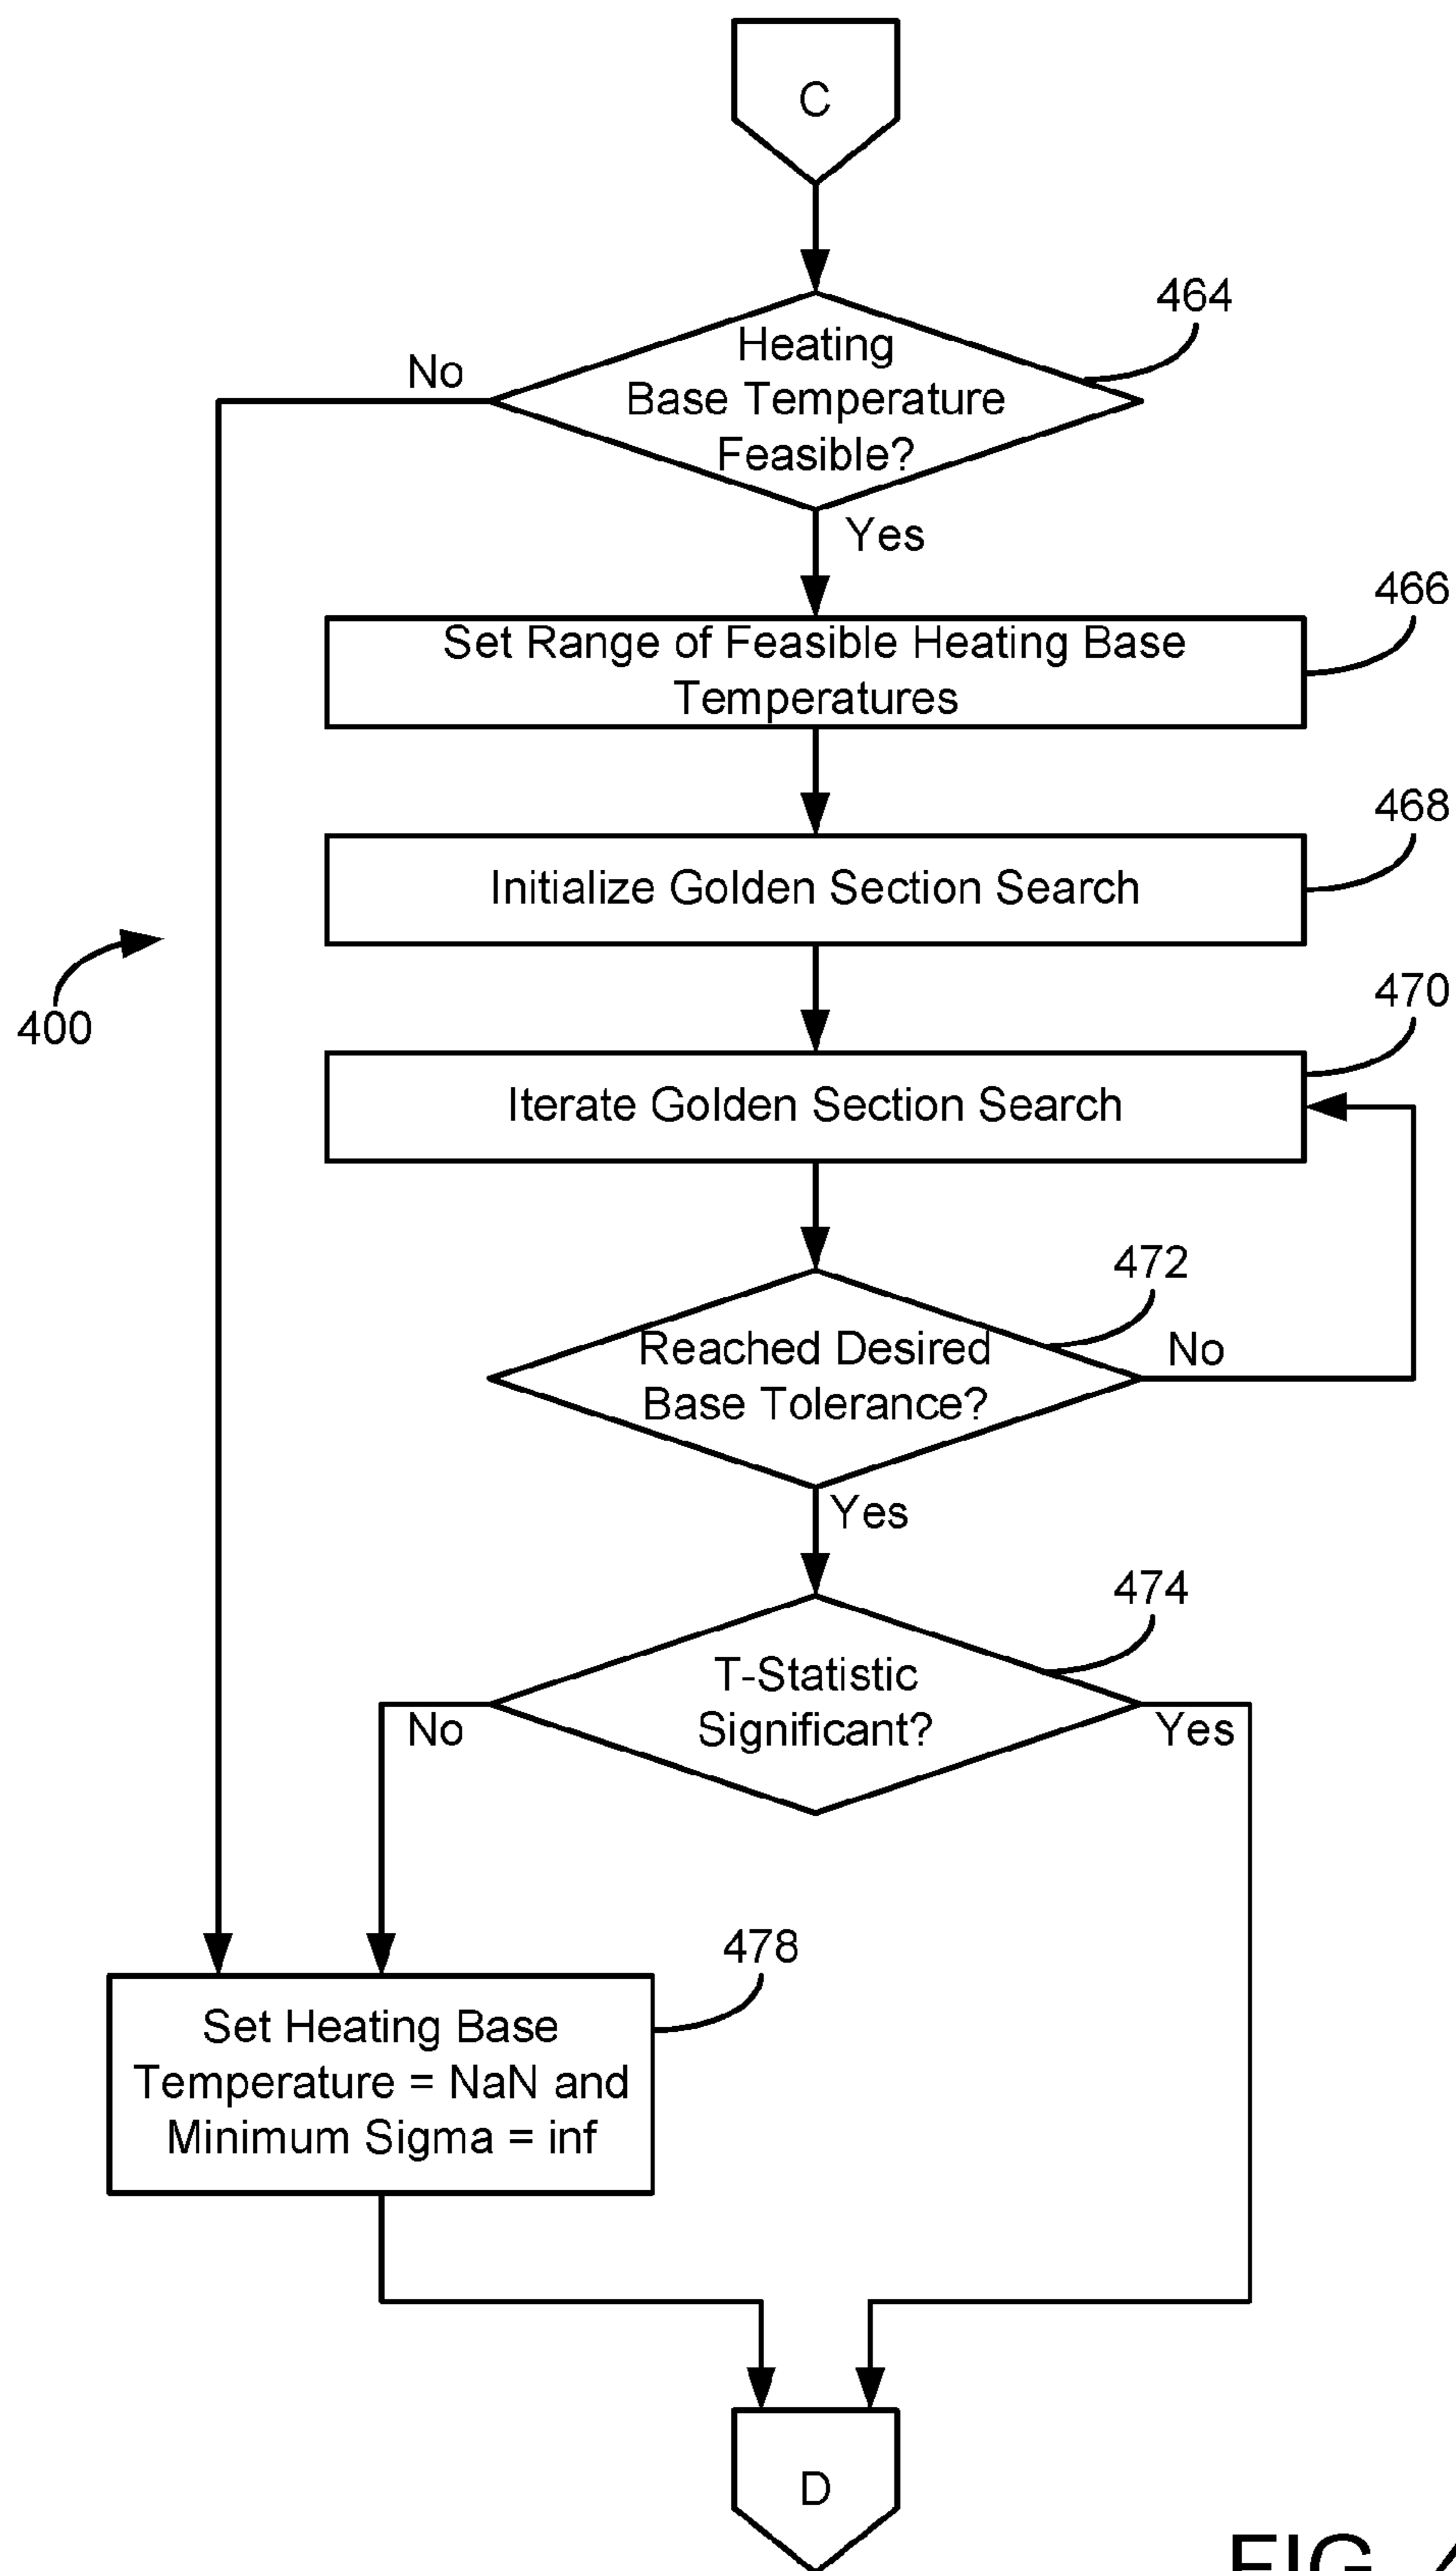 C
464
Heating
Base Temperature
Feasible?
No
Yes
466
Set Range of Feasible Heating Base
Temperatures
468
Initialize Golden Section Search
400
470
Iterate Golden Section Search
472
Reached Desired
Base Tolerance?
No
Yes
474
T-Statistic
Significant?
No
Yes
478
Set Heating Base
Temperature = NaN and
Minimum Sigma = inf
D
FIG.